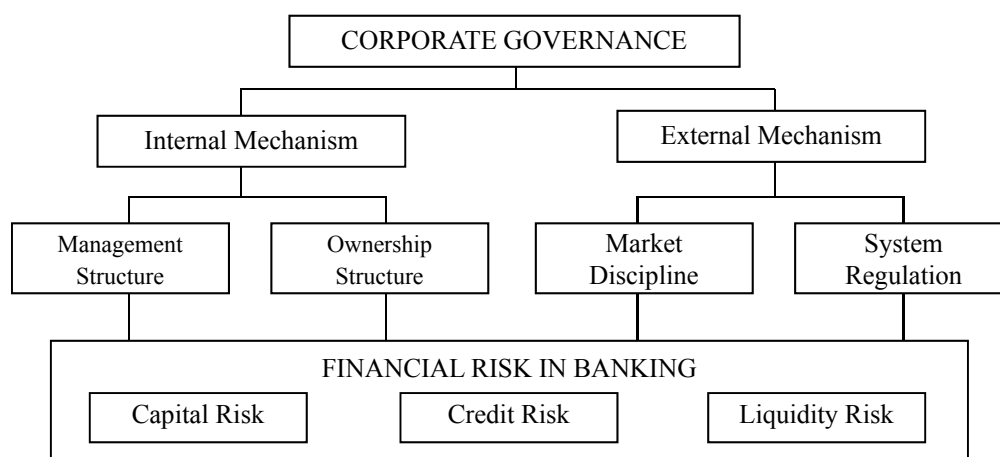 CORPORATE GOVERNANCE
Internal Mechanism
External Mechanism
Management
Structure
Ownership
Structure
Market
Discipline
System
Regulation
FINANCIAL RISK IN BANKING
Capital Risk
Credit Risk
Liquidity Risk